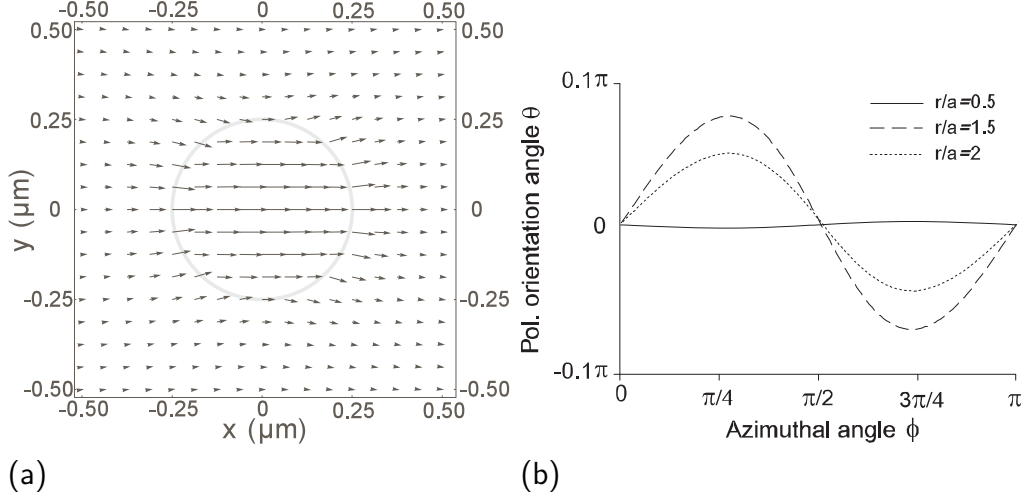 -0.50 -0.25 0 0.25 0.50
0.50 0.50
0.25 0.25
0 0
-0.25 -0.25
-0.50 -0.50
-0.50 -0.25 0 0.25 0.50
y (μm)
x (μm)
(a)
0.1π
0
-0.1π
Pol. orientation angle θ
r/a=0.5
r/a=1.5
r/a=2
0 π/4 π/2 3π/4 π
Azimuthal angle ϕ
(b)